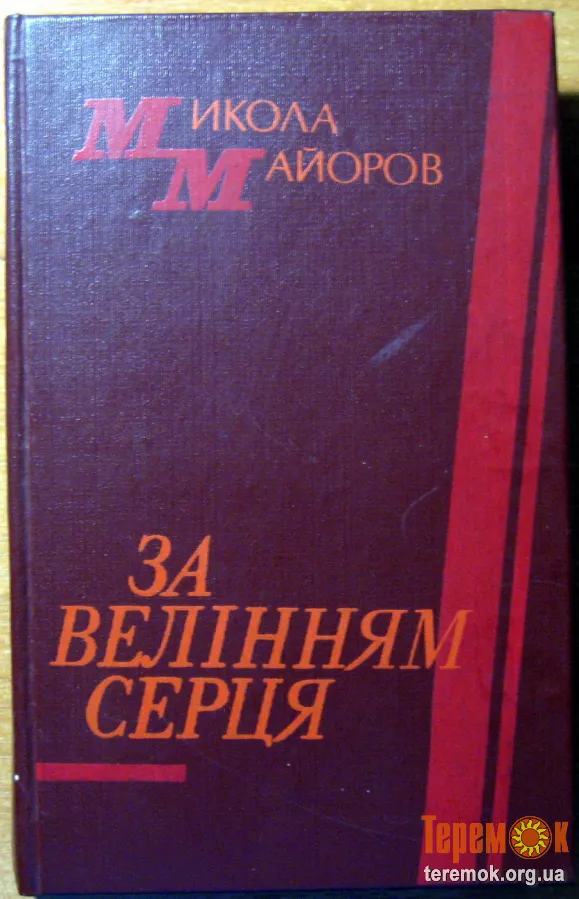 МИКОЛА
МАЙОРОВ
ЗА
ВЕЛІННЯМ
СЕРЦЯ
Теремок
teremok.org.ua